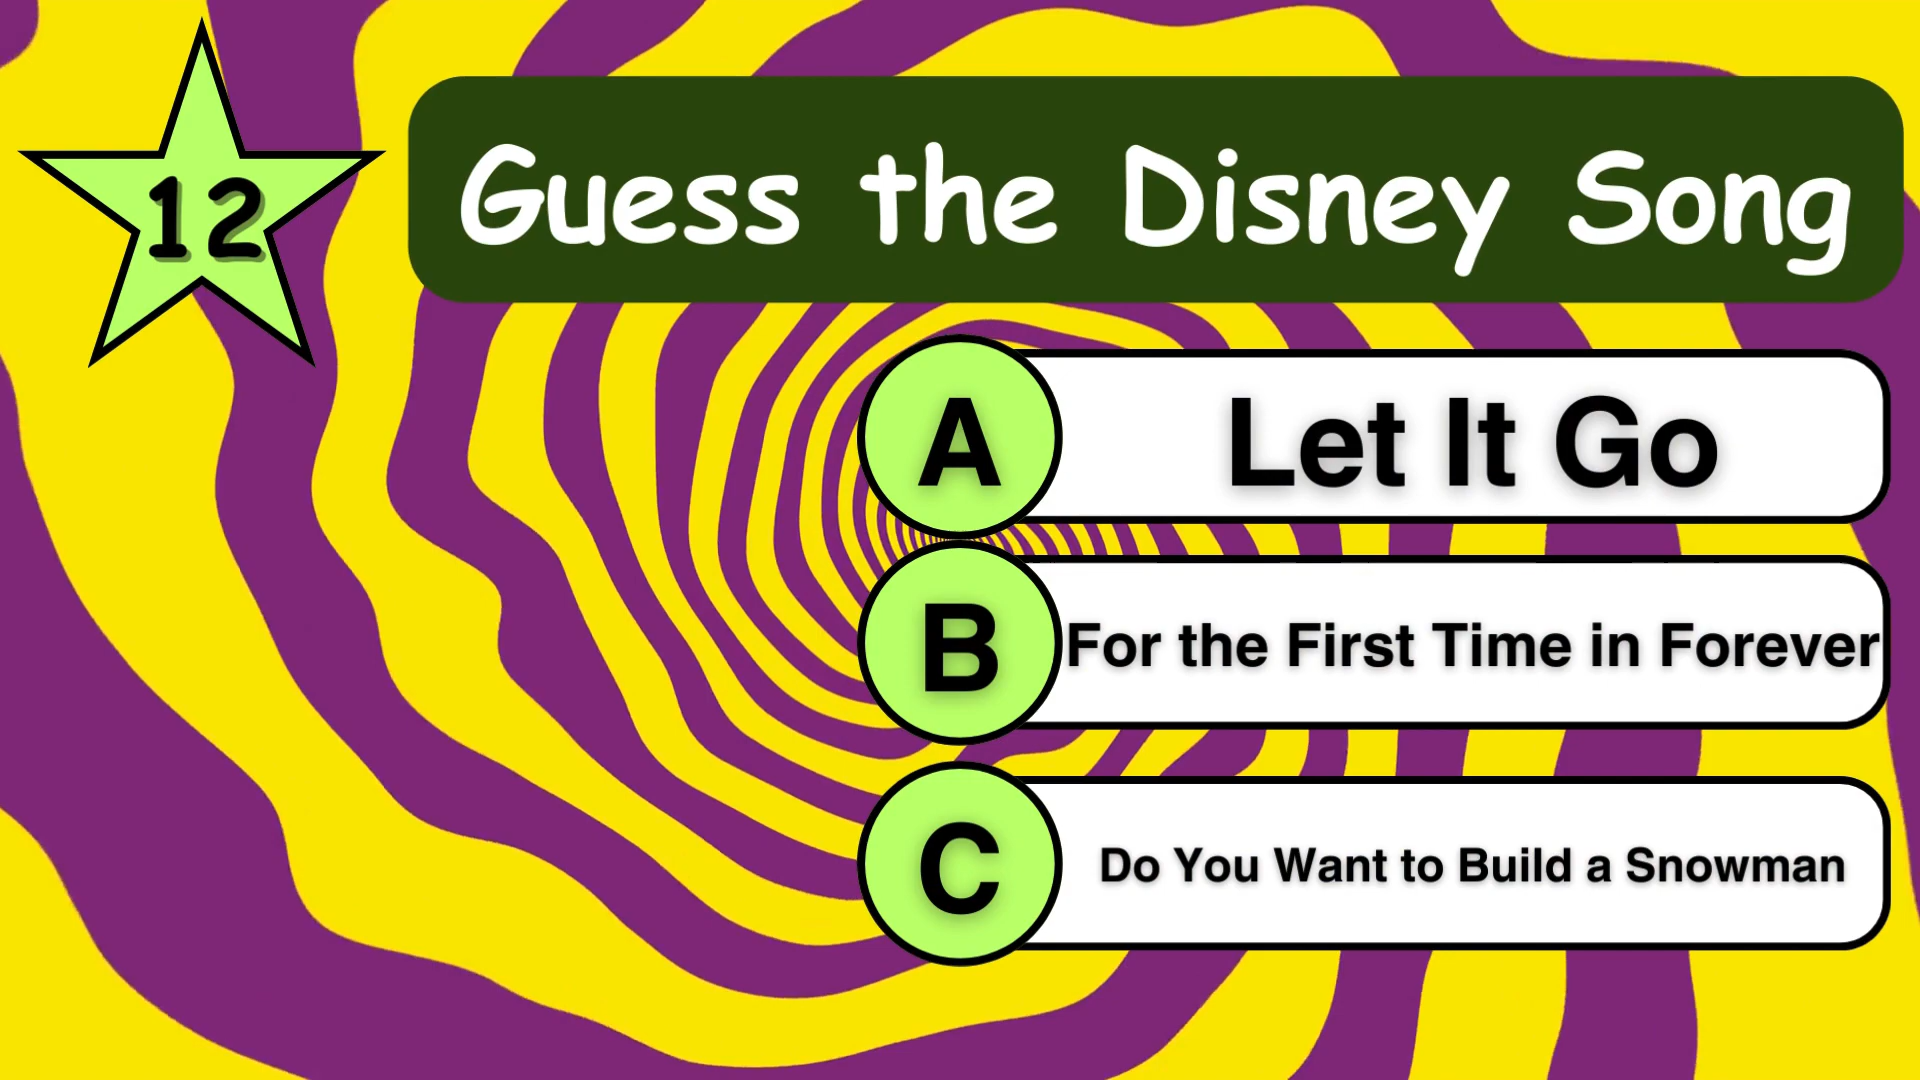 12
Guess the Disney Song
A
Let It Go
B
For the First Time in Forever
C
Do You Want to Build a Snowman